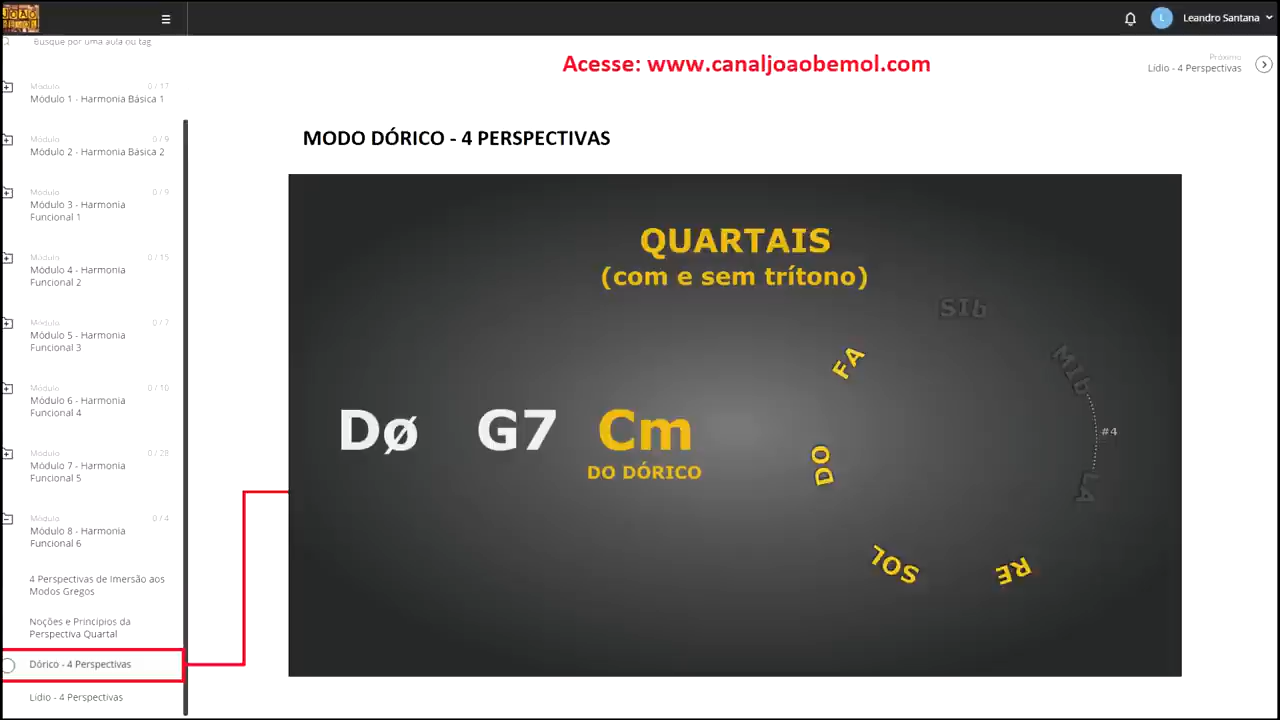 JOÃO
BEMOL
L
Leandro Santana
Busque por uma aula ou tag
Acesse: www.canaljoaobemol.com
Próximo
Lídio - 4 Perspectivas
Módulo 0 / 17
Módulo 1 - Harmonia Básica 1
Módulo 0 / 9
Módulo 2 - Harmonia Básica 2
Módulo 0 / 9
Módulo 3 - Harmonia
Funcional 1
Módulo 0 / 15
Módulo 4 - Harmonia
Funcional 2
Módulo 0 / 7
Módulo 5 - Harmonia
Funcional 3
Módulo 0 / 10
Módulo 6 - Harmonia
Funcional 4
Módulo 0 / 28
Módulo 7 - Harmonia
Funcional 5
Módulo 0 / 4
Módulo 8 - Harmonia
Funcional 6
4 Perspectivas de Imersão aos
Modos Gregos
Noções e Princípios da
Perspectiva Quartal
Dórico - 4 Perspectivas
Lídio - 4 Perspectivas
MODO DÓRICO - 4 PERSPECTIVAS
QUARTAIS
(com e sem trítono)
Dø G7 Cm
DO DÓRICO
SIb
MIb
#4
LA
RE
SOL
DO
FA